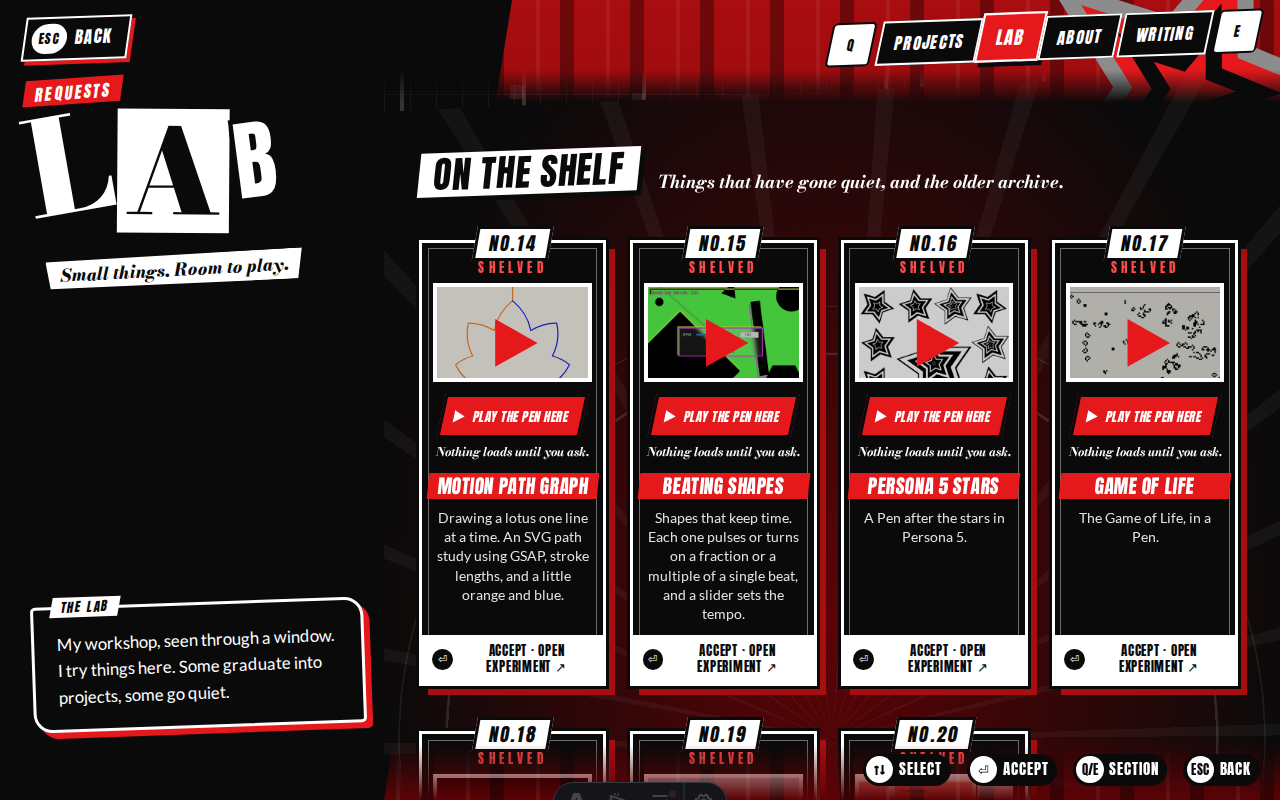 ESC BACK
Q PROJECTS LAB ABOUT WRITING E
REQUESTS
LAB
Small things. Room to play.
ON THE SHELF
Things that have gone quiet, and the older archive.
NO.14
SHELVED
PLAY THE PEN HERE
Nothing loads until you ask.
MOTION PATH GRAPH
Drawing a lotus one line
at a time. An SVG path
study using GSAP, stroke
lengths, and a little
orange and blue.
ACCEPT · OPEN
EXPERIMENT ↗
NO.15
SHELVED
PLAY THE PEN HERE
Nothing loads until you ask.
BEATING SHAPES
Shapes that keep time.
Each one pulses or turns
on a fraction or a
multiple of a single beat,
and a slider sets the
tempo.
ACCEPT · OPEN
EXPERIMENT ↗
NO.16
SHELVED
PLAY THE PEN HERE
Nothing loads until you ask.
PERSONA 5 STARS
A Pen after the stars in
Persona 5.
ACCEPT · OPEN
EXPERIMENT ↗
NO.17
SHELVED
PLAY THE PEN HERE
Nothing loads until you ask.
GAME OF LIFE
The Game of Life, in a
Pen.
ACCEPT · OPEN
EXPERIMENT ↗
THE LAB
My workshop, seen through a window.
I try things here. Some graduate into
projects, some go quiet.
NO.18
SHELVED
NO.19
SHELVED
NO.20
SHELVED
SELECT
ACCEPT
Q/E SECTION
ESC BACK